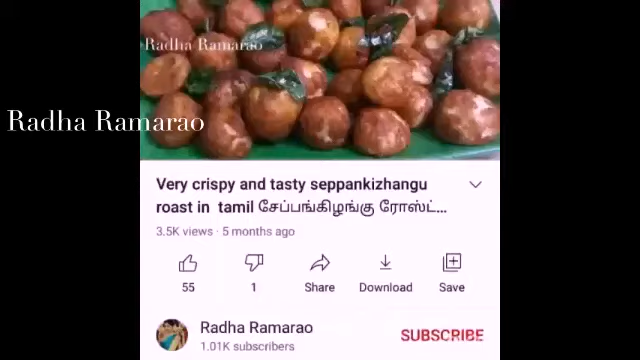 Radha Ramarao
Radha Ramarao
Very crispy and tasty seppankizhangu
roast in tamil சேப்பங்கிழங்கு ரோஸ்ட்...
3.5K views · 5 months ago
55
1
Share
Download
Save
Radha Ramarao
SUBSCRIBE
1.01K subscribers